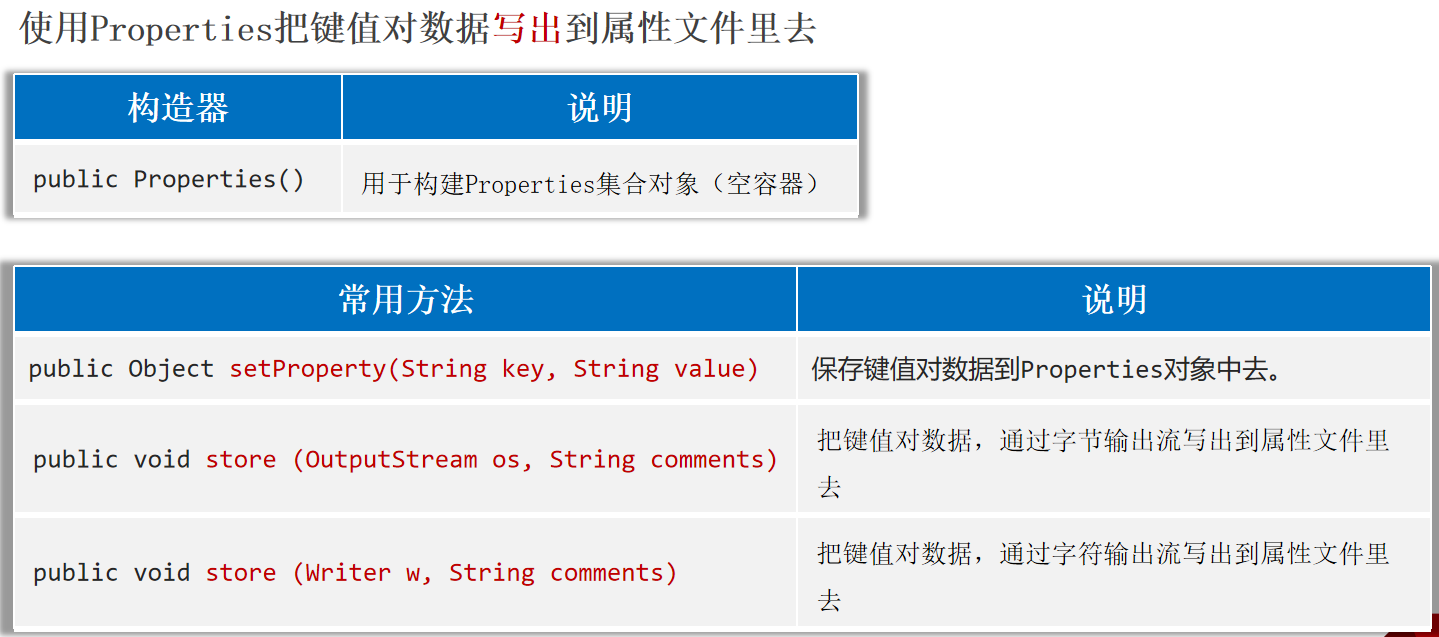 使用Properties把键值对数据写出到属性文件里去
构造器 说明
public Properties() 用于构建Properties集合对象（空容器）
常用方法 说明
public Object setProperty(String key, String value) 保存键值对数据到Properties对象中去。
public void store (OutputStream os, String comments) 把键值对数据，通过字节输出流写出到属性文件里
去
public void store (Writer w, String comments) 把键值对数据，通过字符输出流写出到属性文件里
去